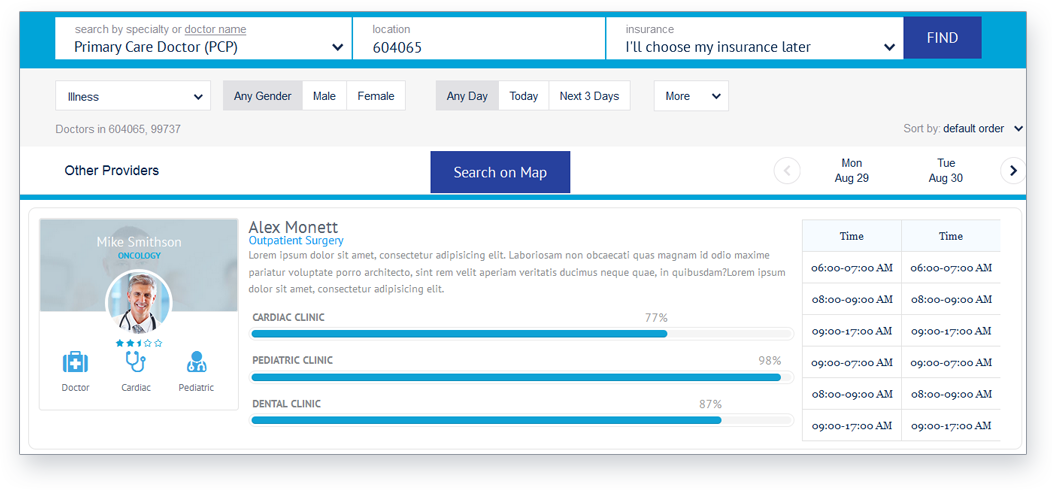 search by specialty or doctor name
Primary Care Doctor (PCP)
location
604065
insurance
I'll choose my insurance later
FIND
Illness
Any Gender Male Female
Any Day Today Next 3 Days
More
Doctors in 604065, 99737
Sort by: default order
Other Providers
Search on Map
Mon
Aug 29
Tue
Aug 30
Mike Smithson
ONCOLOGY
Doctor Cardiac Pediatric
Alex Monett
Outpatient Surgery
Lorem ipsum dolor sit amet, consectetur adipisicing elit. Laboriosam non obcaecati quas magnam id odio maxime
pariatur voluptate porro architecto, sint rem velit aperiam veritatis ducimus neque quae, in quibusdam?Lorem ipsum
dolor sit amet, consectetur adipisicing elit.
CARDIAC CLINIC 77%
PEDIATRIC CLINIC 98%
DENTAL CLINIC 87%
Time Time
06:00-07:00 AM 06:00-07:00 AM
08:00-09:00 AM 08:00-09:00 AM
09:00-17:00 AM 09:00-17:00 AM
06:00-07:00 AM 06:00-07:00 AM
08:00-09:00 AM 08:00-09:00 AM
09:00-17:00 AM 09:00-17:00 AM